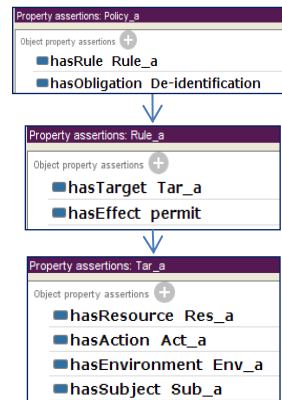 Property assertions: Policy_a
Object property assertions
hasRule Rule_a
hasObligation De-identification
Property assertions: Rule_a
Object property assertions
hasTarget Tar_a
hasEffect permit
Property assertions: Tar_a
Object property assertions
hasResource Res_a
hasAction Act_a
hasEnvironment Env_a
hasSubject Sub_a